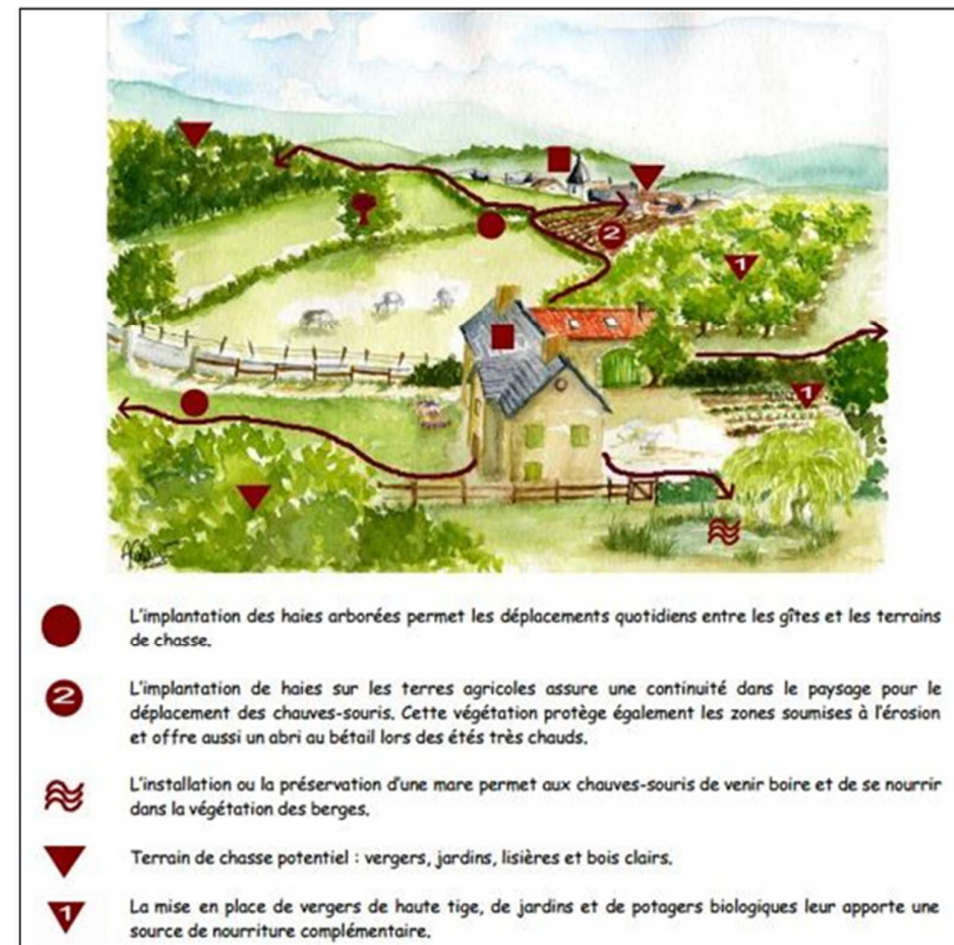 2
1
1
L'implantation des haies arborées permet les déplacements quotidiens entre les gîtes et les terrains
de chasse.
2
L'implantation de haies sur les terres agricoles assure une continuité dans le paysage pour le
déplacement des chauves-souris. Cette végétation protège également les zones soumises à l'érosion
et offre aussi un abri au bétail lors des étés très chauds.
L'installation ou la préservation d'une mare permet aux chauves-souris de venir boire et de se nourrir
dans la végétation des berges.
Terrain de chasse potentiel : vergers, jardins, lisières et bois clairs.
1
La mise en place de vergers de haute tige, de jardins et de potagers biologiques leur apporte une
source de nourriture complémentaire.